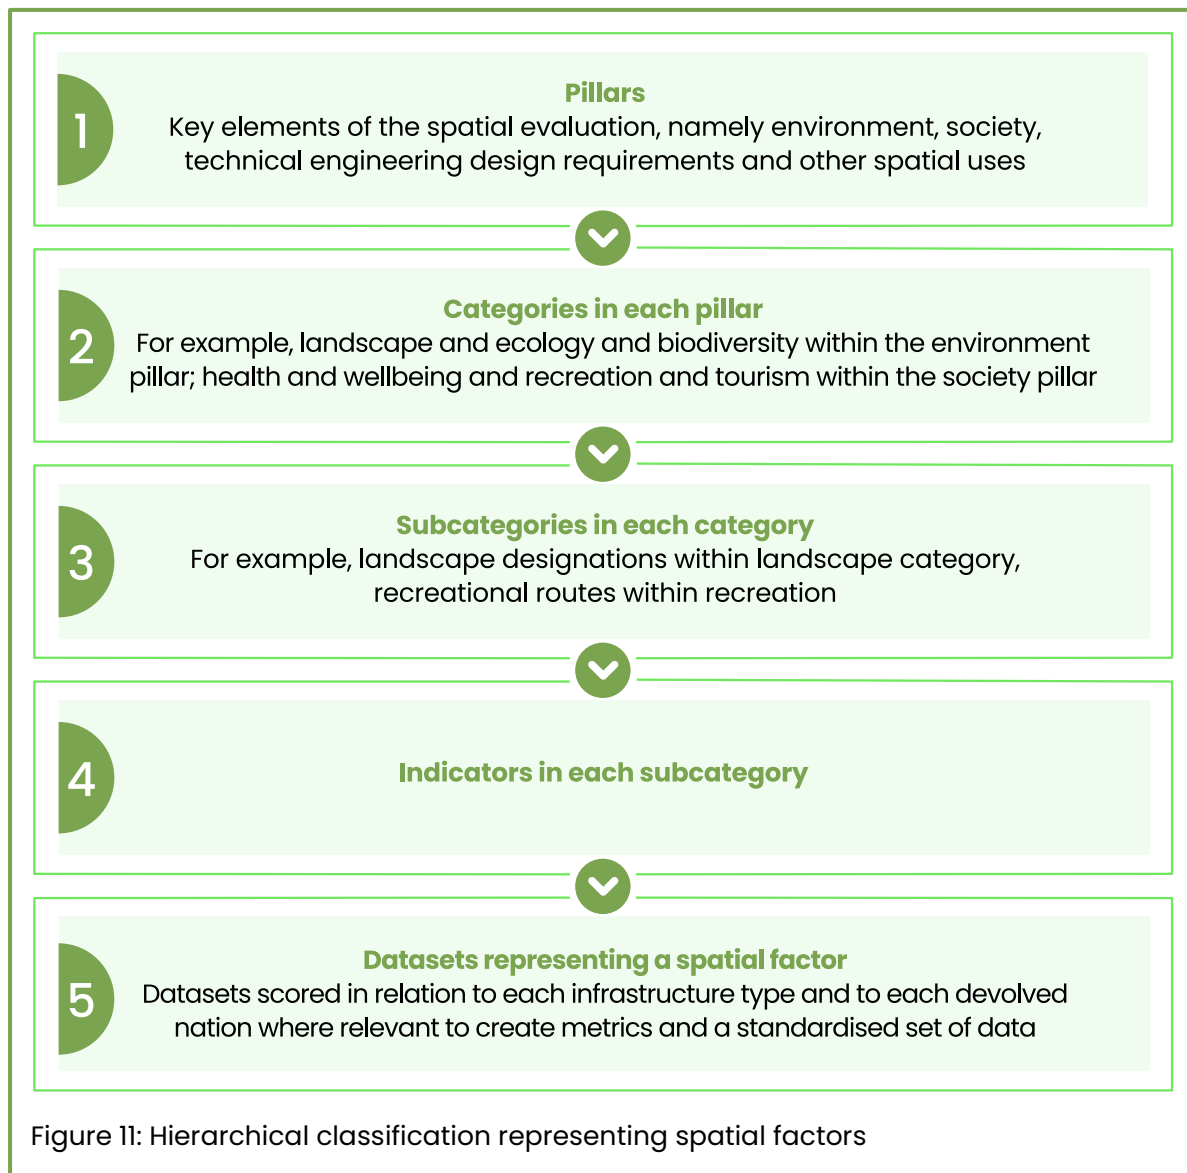 Pillars
1
Key elements of the spatial evaluation, namely environment, society,
technical engineering design requirements and other spatial uses
Categories in each pillar
2
For example, landscape and ecology and biodiversity within the environment
pillar; health and wellbeing and recreation and tourism within the society pillar
Subcategories in each category
3
For example, landscape designations within landscape category,
recreational routes within recreation
4
Indicators in each subcategory
Datasets representing a spatial factor
5
Datasets scored in relation to each infrastructure type and to each devolved
nation where relevant to create metrics and a standardised set of data
Figure 11: Hierarchical classification representing spatial factors